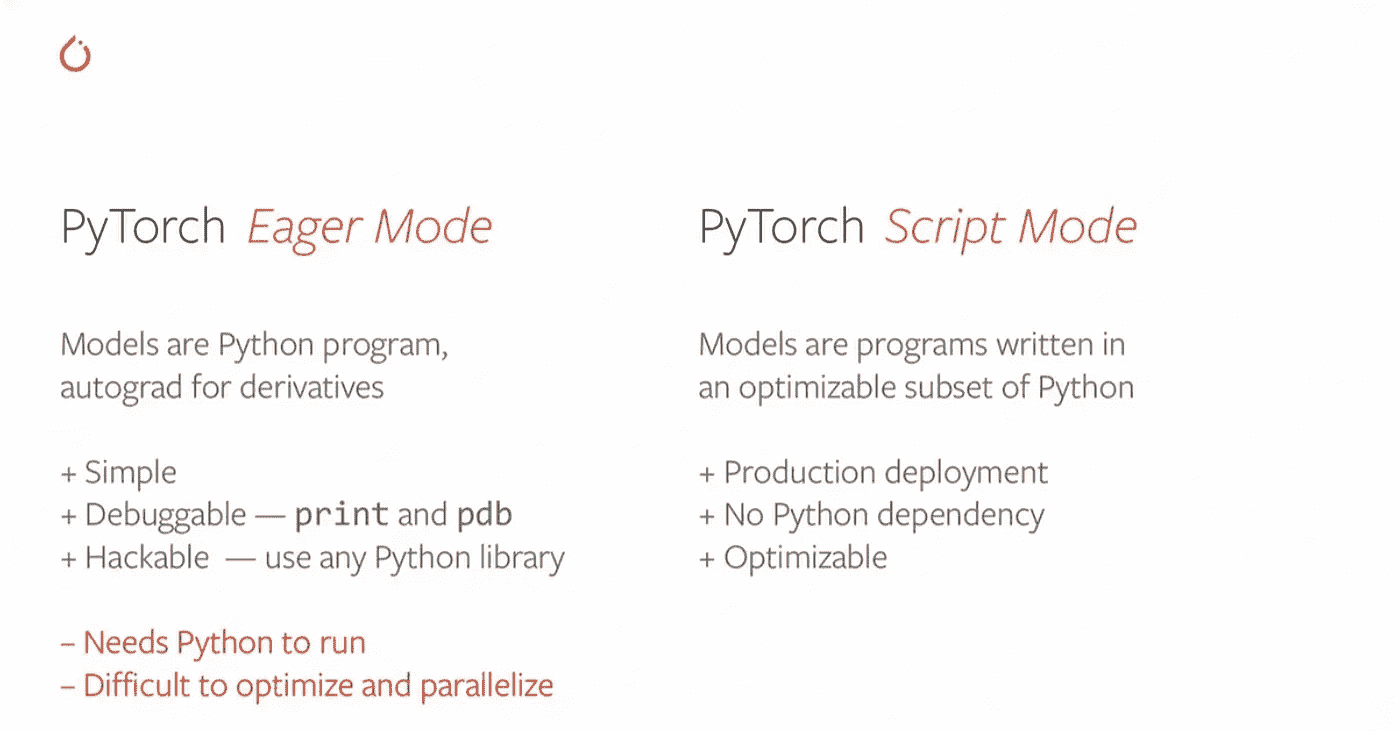 PyTorch Eager Mode
Models are Python program,
autograd for derivatives
+ Simple
+ Debuggable — print and pdb
+ Hackable — use any Python library
– Needs Python to run
– Difficult to optimize and parallelize
PyTorch Script Mode
Models are programs written in
an optimizable subset of Python
+ Production deployment
+ No Python dependency
+ Optimizable